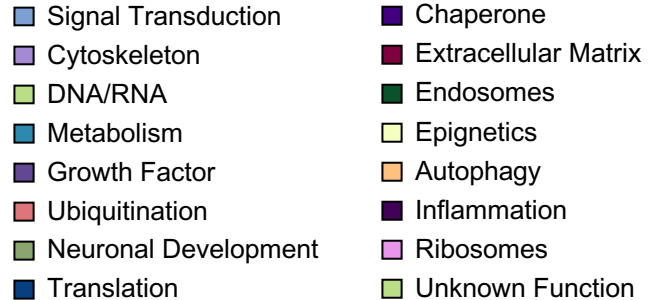 Signal Transduction
Cytoskeleton
DNA/RNA
Metabolism
Growth Factor
Ubiquitination
Neuronal Development
Translation
Chaperone
Extracellular Matrix
Endosomes
Epignetics
Autophagy
Inflammation
Ribosomes
Unknown Function